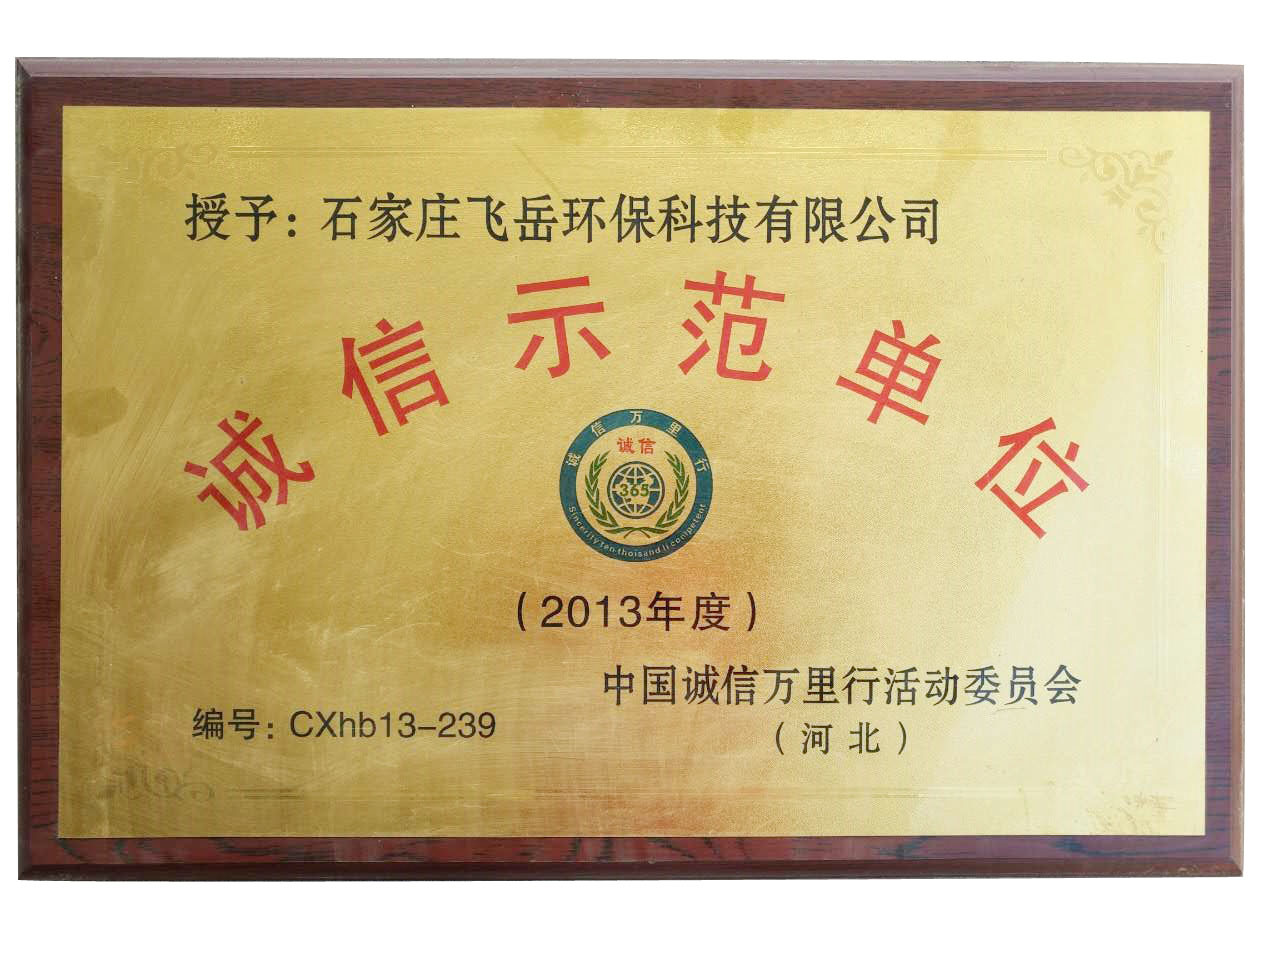 授予：石家庄飞岳环保科技有限公司
诚信示范单位
诚信万里行
诚信
365
Sincerity ten thoisand li competent
（2013年度）
中国诚信万里行活动委员会
（河北）
编号：CXhb13-239